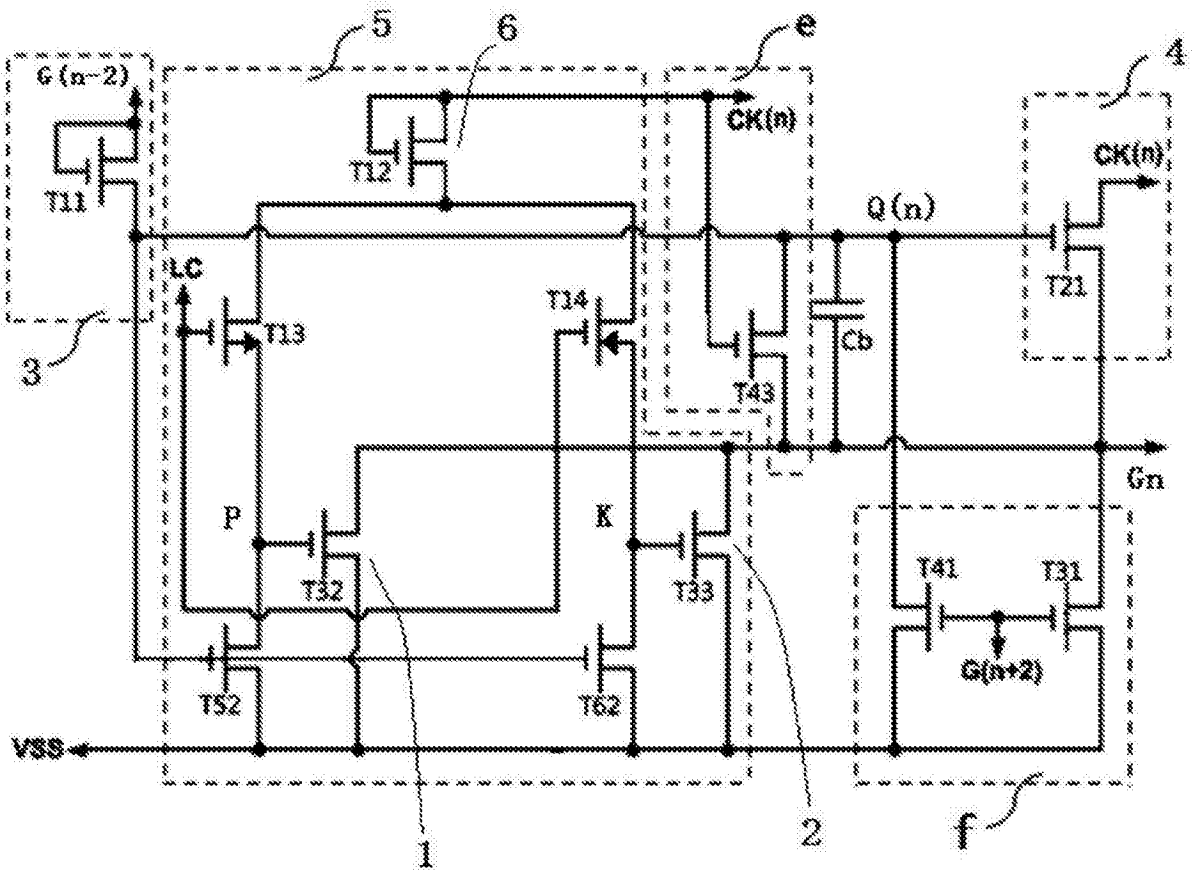 5
6
e
4
G(n-2)
CK(n)
CK(n)
T12
T11
Q(n)
T21
LC
T14
T13
Cb
3
T43
Gn
P
K
T32
T33
T41
T31
G(n+2)
T52
T62
VSS
1
2
f